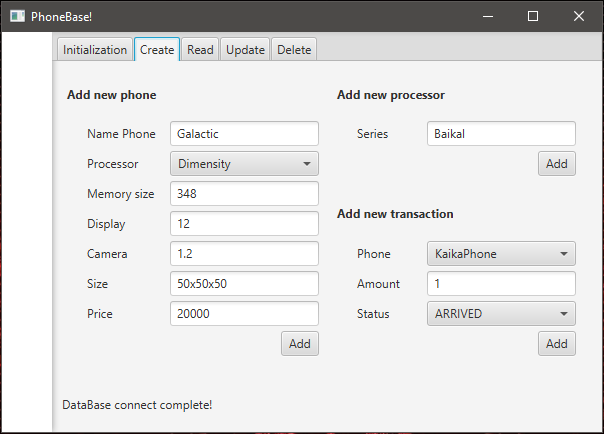 PhoneBase!
Initialization Create Read Update Delete
Add new phone
Name Phone Galactic
Processor Dimensity
Memory size 348
Display 12
Camera 1.2
Size 50x50x50
Price 20000
Add
Add new processor
Series Baikal
Add
Add new transaction
Phone KaikaPhone
Amount 1
Status ARRIVED
Add
DataBase connect complete!